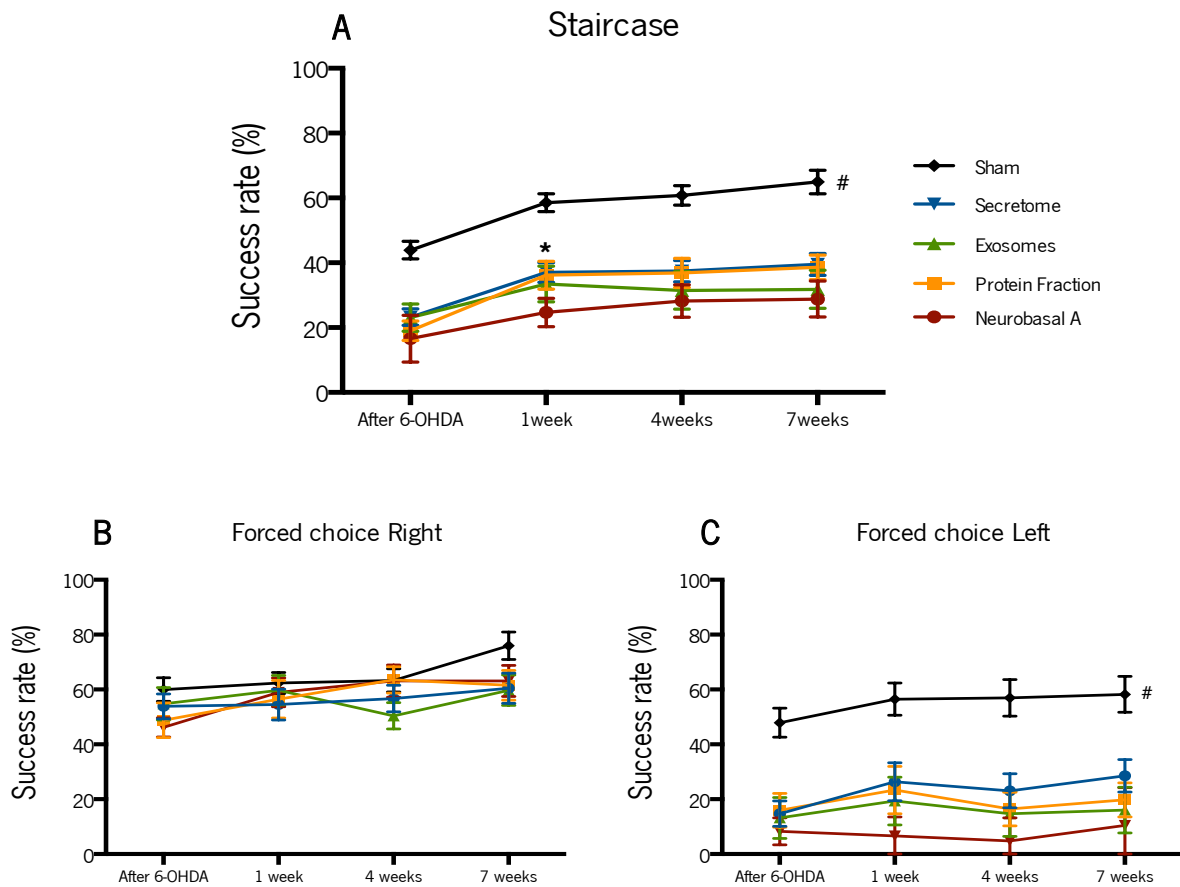 A
Staircase
Success rate (%)
100
80
60
40
20
0
#
*
After 6-OHDA
1week
4weeks
7weeks
Sham
Secretome
Exosomes
Protein Fraction
Neurobasal A
B
Forced choice Right
Success rate (%)
100
80
60
40
20
0
After 6-OHDA
1 week
4 weeks
7 weeks
C
Forced choice Left
Success rate (%)
100
80
60
40
20
0
#
After 6-OHDA
1 week
4 weeks
7 weeks